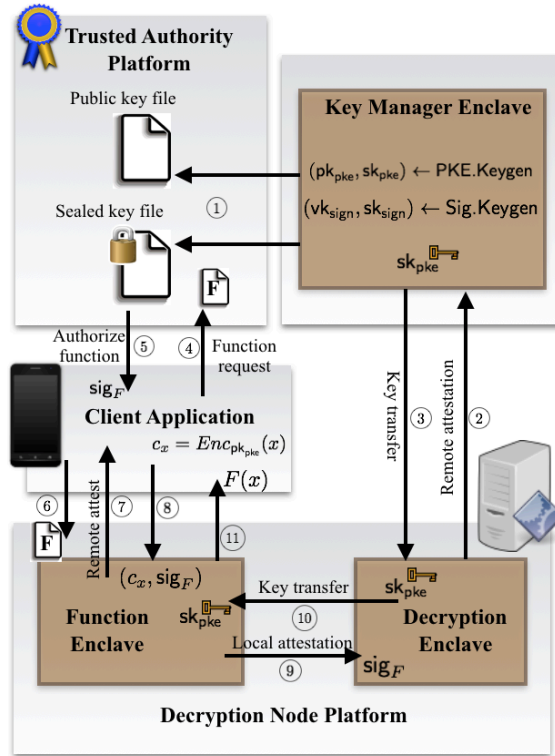 Trusted Authority
Platform
Public key file
Sealed key file
①
F
Key Manager Enclave
(pk_pke, sk_pke) ← PKE.Keygen
(vk_sign, sk_sign) ← Sig.Keygen
sk_pke
Authorize
function
⑤
④
Function
request
sig_F
Client Application
c_x = Enc_pk_pke(x)
F(x)
Key transfer
③
②
Remote attestation
⑥
F
Remote attest
⑦
⑧
⑪
(c_x, sig_F)
Function
Enclave
sk_pke
Key transfer
⑩
Local attestation
⑨
sk_pke
Decryption
Enclave
sig_F
Decryption Node Platform